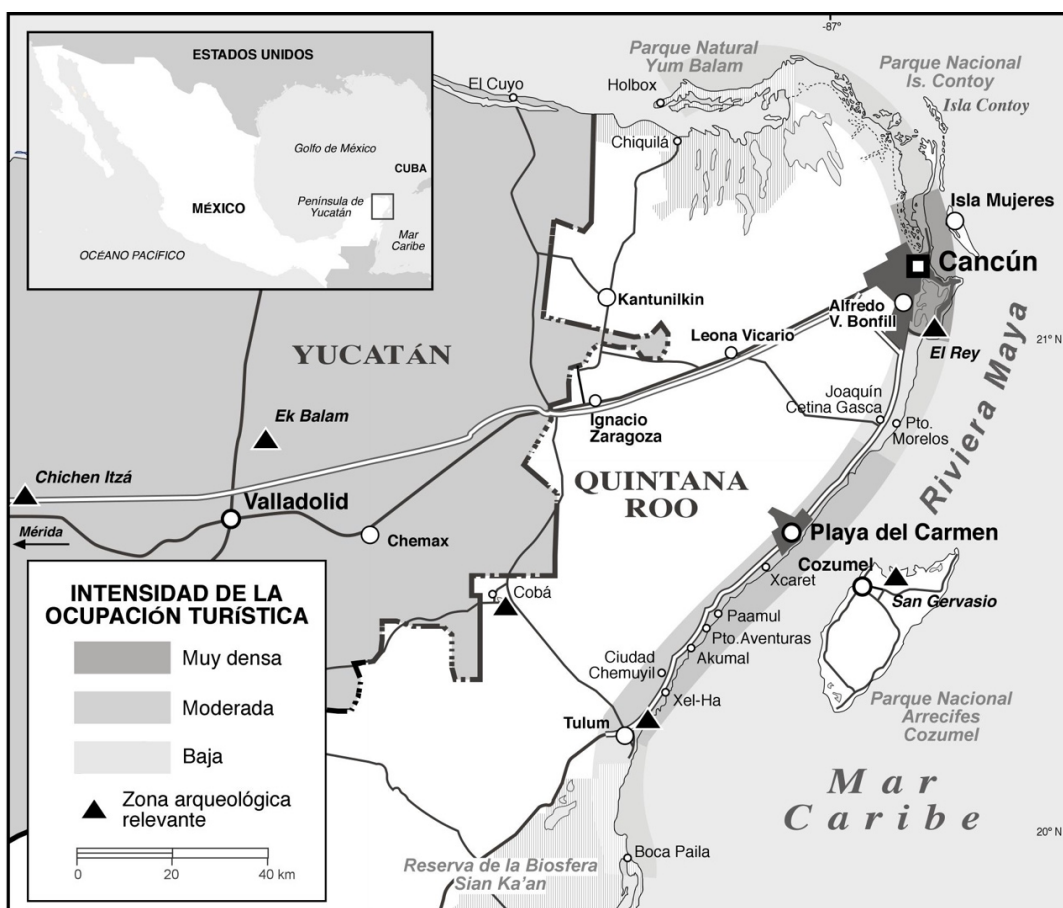 -87°
ESTADOS UNIDOS
Golfo de México
CUBA
Península de
Yucatán
MÉXICO
Mar
Caribe
OCÉANO PACÍFICO
El Cuyo
Parque Natural
Yum Balam
Holbox
Chiquilá
Parque Nacional
Is. Contoy
Isla Contoy
Isla Mujeres
Cancún
Alfredo
V. Bonfill
El Rey
21° N
Kantunilkin
Leona Vicario
YUCATÁN
Ignacio
Zaragoza
Joaquín
Cetina Gasca
Pto.
Morelos
Riviera Maya
Ek Balam
Chichen Itzá
Valladolid
Mérida
Chemax
QUINTANA
ROO
Playa del Carmen
Cozumel
San Gervasio
Xcaret
Cobá
Paamul
Pto.Aventuras
Akumal
Ciudad
Chemuyil
Xel-Ha
Tulum
Parque Nacional
Arrecifes
Cozumel
Mar
Caribe
20° N
Boca Paila
Reserva de la Biosfera
Sian Ka'an
INTENSIDAD DE LA
OCUPACIÓN TURÍSTICA
Muy densa
Moderada
Baja
Zona arqueológica
relevante
0 20 40 km